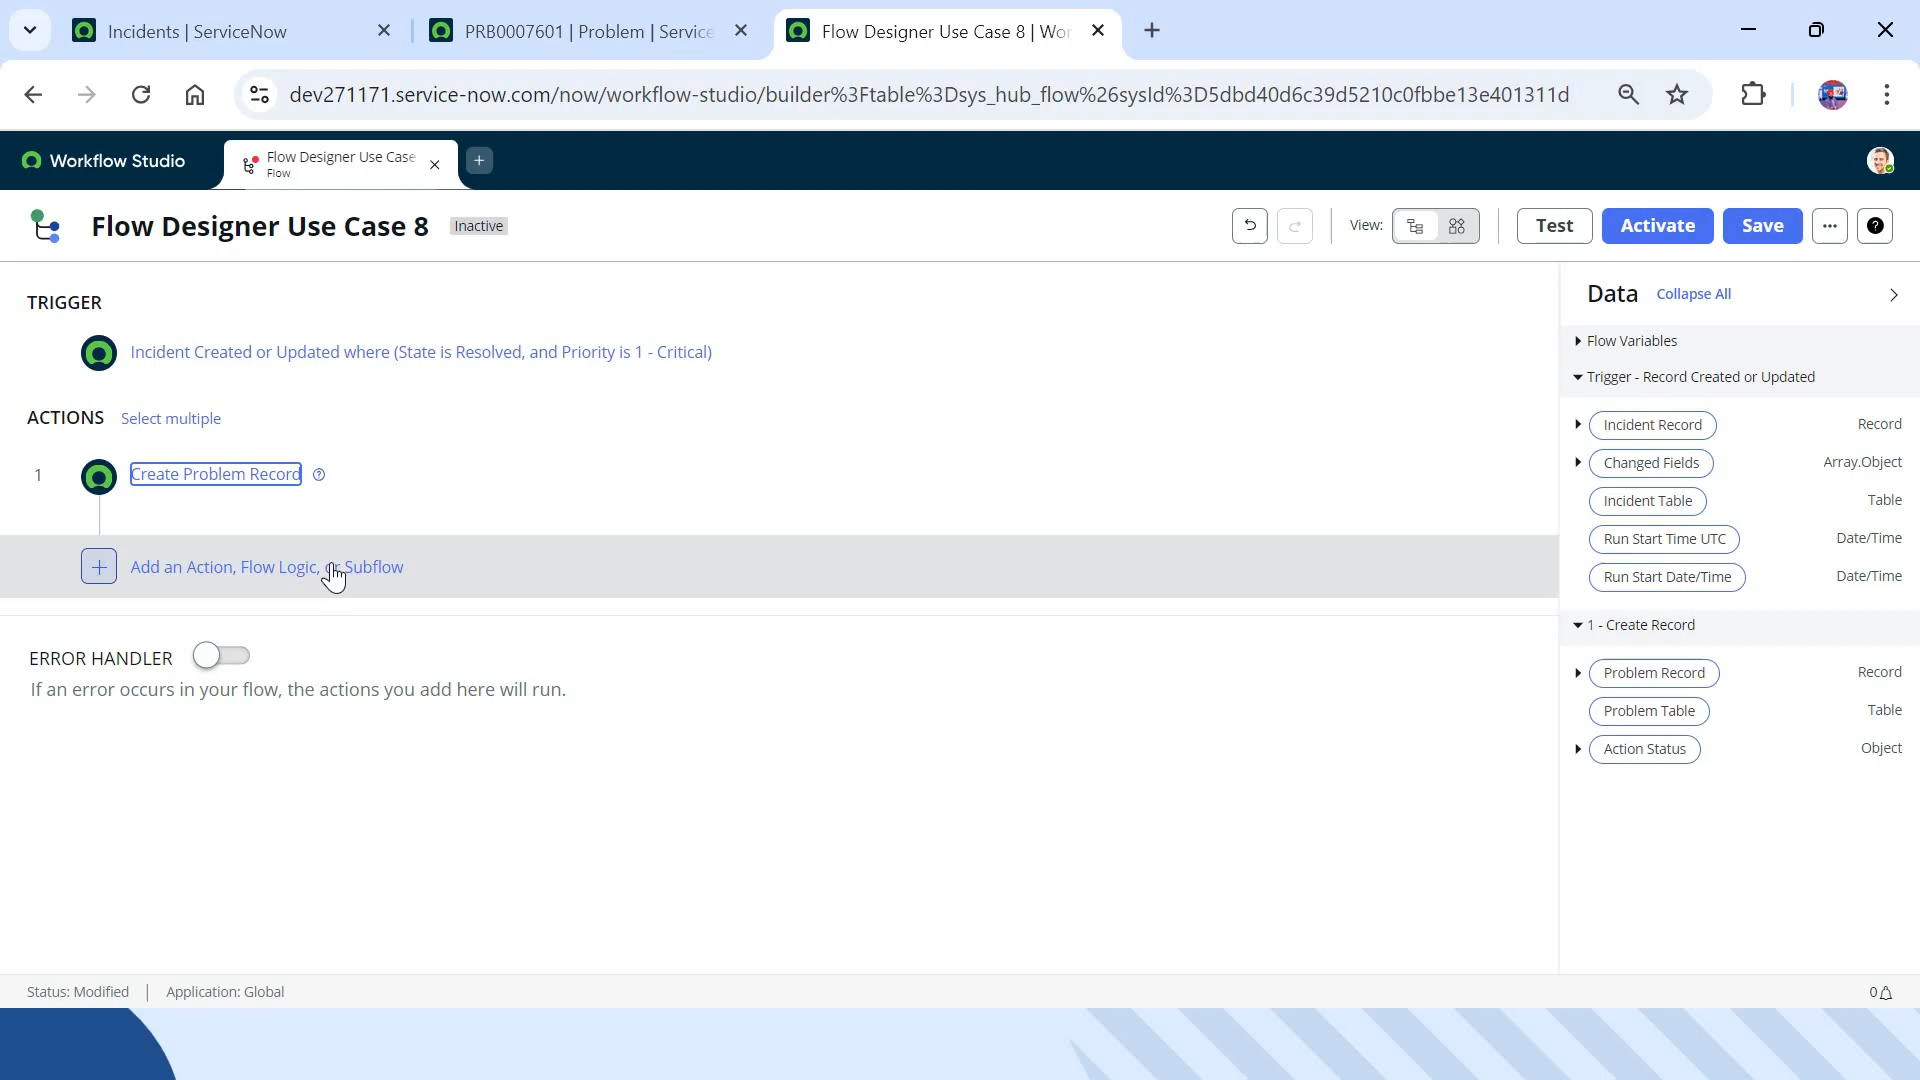 Incidents | ServiceNow
PRB0007601 | Problem | Service
Flow Designer Use Case 8 | Wor
dev271171.service-now.com/now/workflow-studio/builder%3Ftable%3Dsys_hub_flow%26sysId%3D5dbd40d6c39d5210c0fbbe13e401311d
Workflow Studio
Flow Designer Use Case
Flow
Flow Designer Use Case 8
Inactive
View:
Test
Activate
Save
TRIGGER
Incident Created or Updated where (State is Resolved, and Priority is 1 - Critical)
ACTIONS Select multiple
1 Create Problem Record
Add an Action, Flow Logic, or Subflow
ERROR HANDLER
If an error occurs in your flow, the actions you add here will run.
Data Collapse All
Flow Variables
Trigger - Record Created or Updated
Incident Record Record
Changed Fields Array.Object
Incident Table Table
Run Start Time UTC Date/Time
Run Start Date/Time Date/Time
1 - Create Record
Problem Record Record
Problem Table Table
Action Status Object
Status: Modified | Application: Global
0